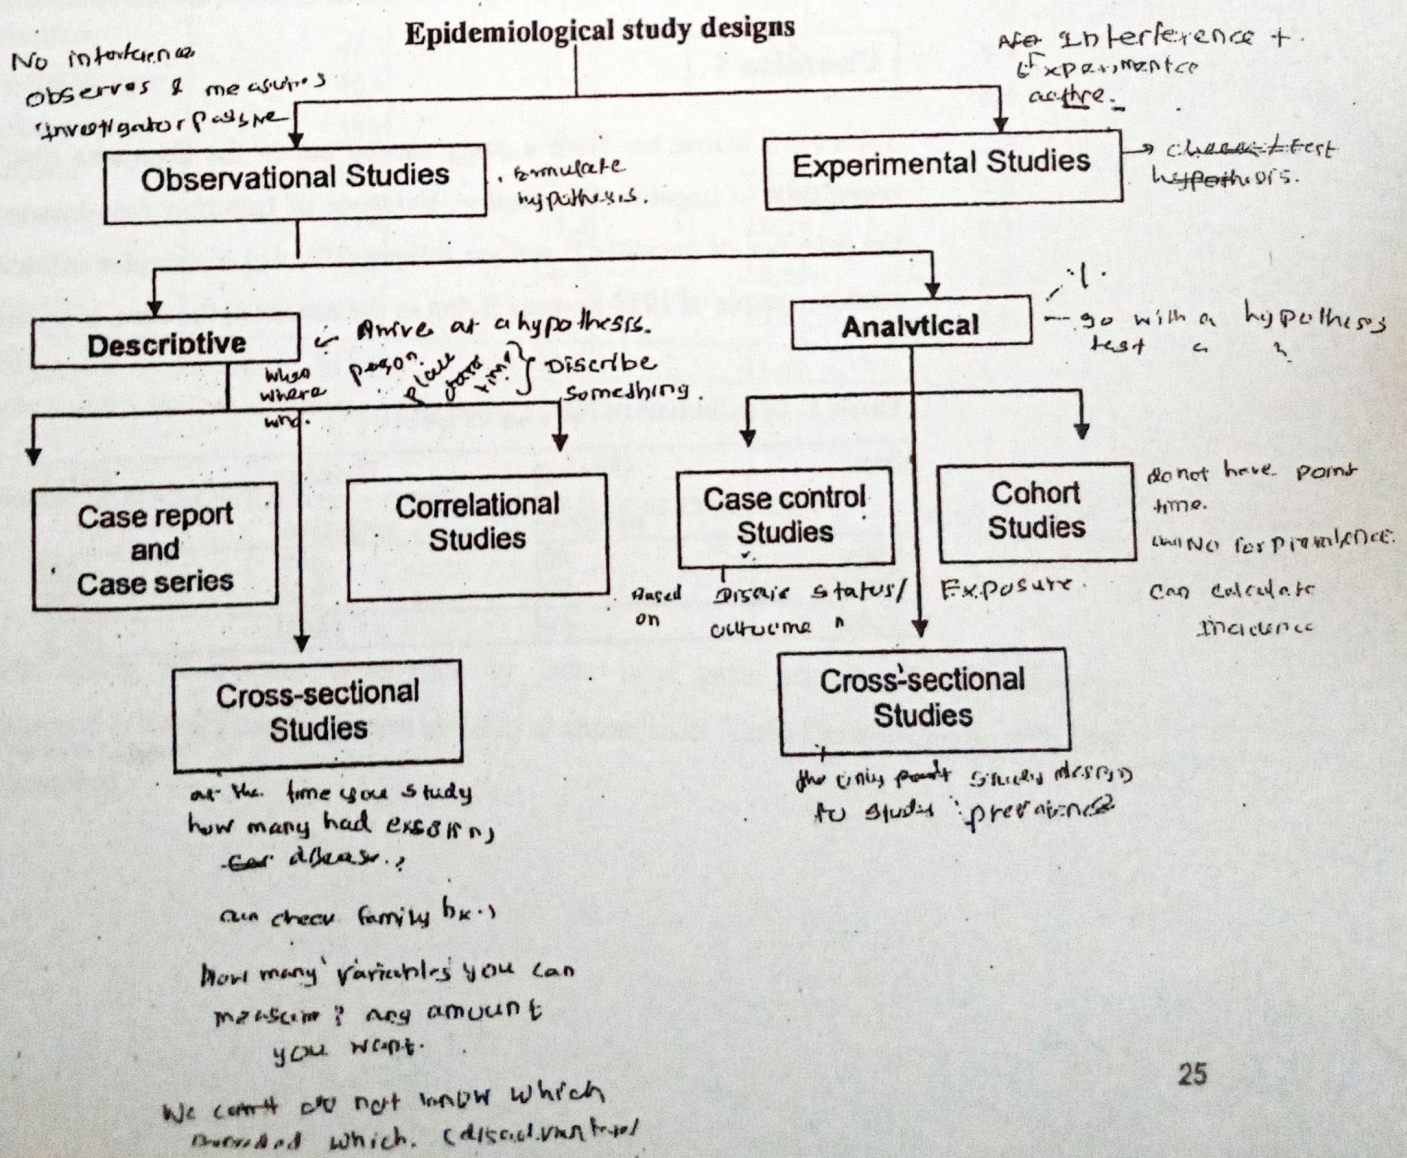 Epidemiological study designs
No interference
observes & measures
Investigator passive
Interference +
active.
Observational Studies
. formulate
hypothesis.
Experimental Studies
test
hypothesis.
Descriptive
Arrive at a hypothesis.
person
place
time
Discribe
something.
when
where
who.
Analytical
go with a hypothesis
test " "
Case report
and
Case series
Correlational
Studies
Case control
Studies
Cohort
Studies
do not have point
time.
No for prevalence.
can calculate
incidence
Based
on
Disease status/
outcome
Exposure.
Cross-sectional
Studies
Cross-sectional
Studies
at the time you study
how many had existing
disease.?
can check family hx.
How many variables you can
measure? any amount
you want.
We do not know which
which. (disadvantage)
the only study design
to study prevalence
25